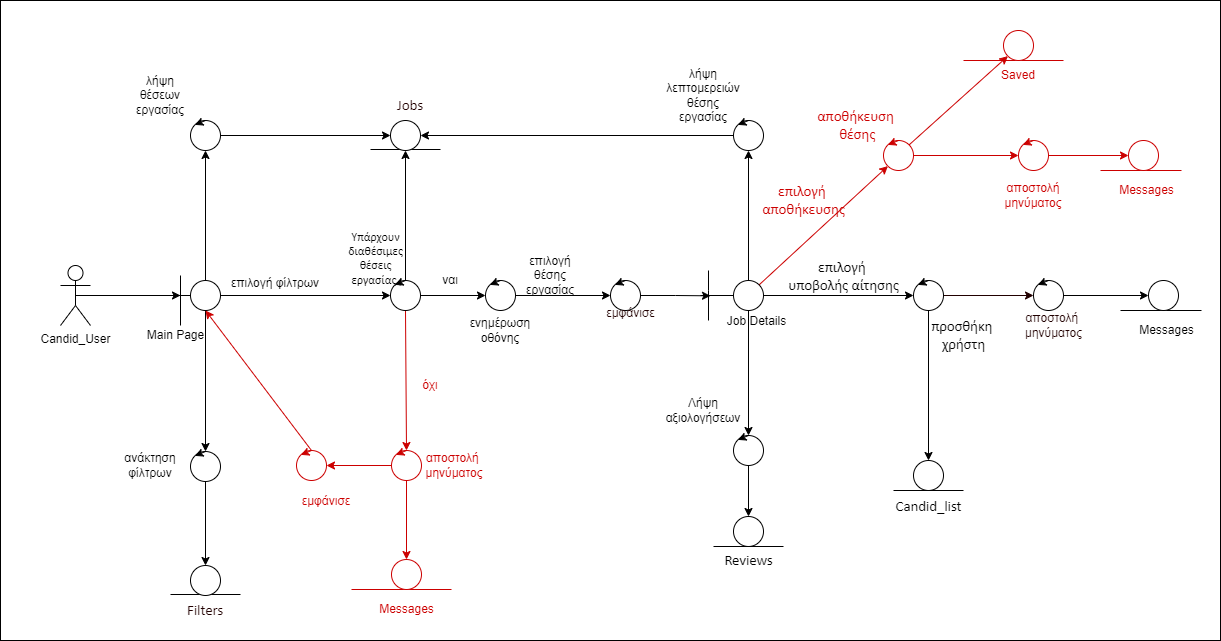 λήψη
θέσεων
εργασίας
Jobs
λήψη
λεπτομερειών
θέσης
εργασίας
Saved
αποθήκευση
θέσης
αποστολή
μηνύματος
Messages
επιλογή
αποθήκευσης
Υπάρχουν
διαθέσιμες
θέσεις
εργασίας
Candid_User
Main Page
επιλογή φίλτρων
ναι
ενημέρωση
οθόνης
επιλογή
θέσης
εργασίας
εμφάνισε
Job Details
επιλογή
υποβολής αίτησης
προσθήκη
χρήστη
αποστολή
μηνύματος
Messages
όχι
Λήψη
αξιολογήσεων
ανάκτηση
φίλτρων
εμφάνισε
αποστολή
μηνύματος
Candid_list
Reviews
Filters
Messages